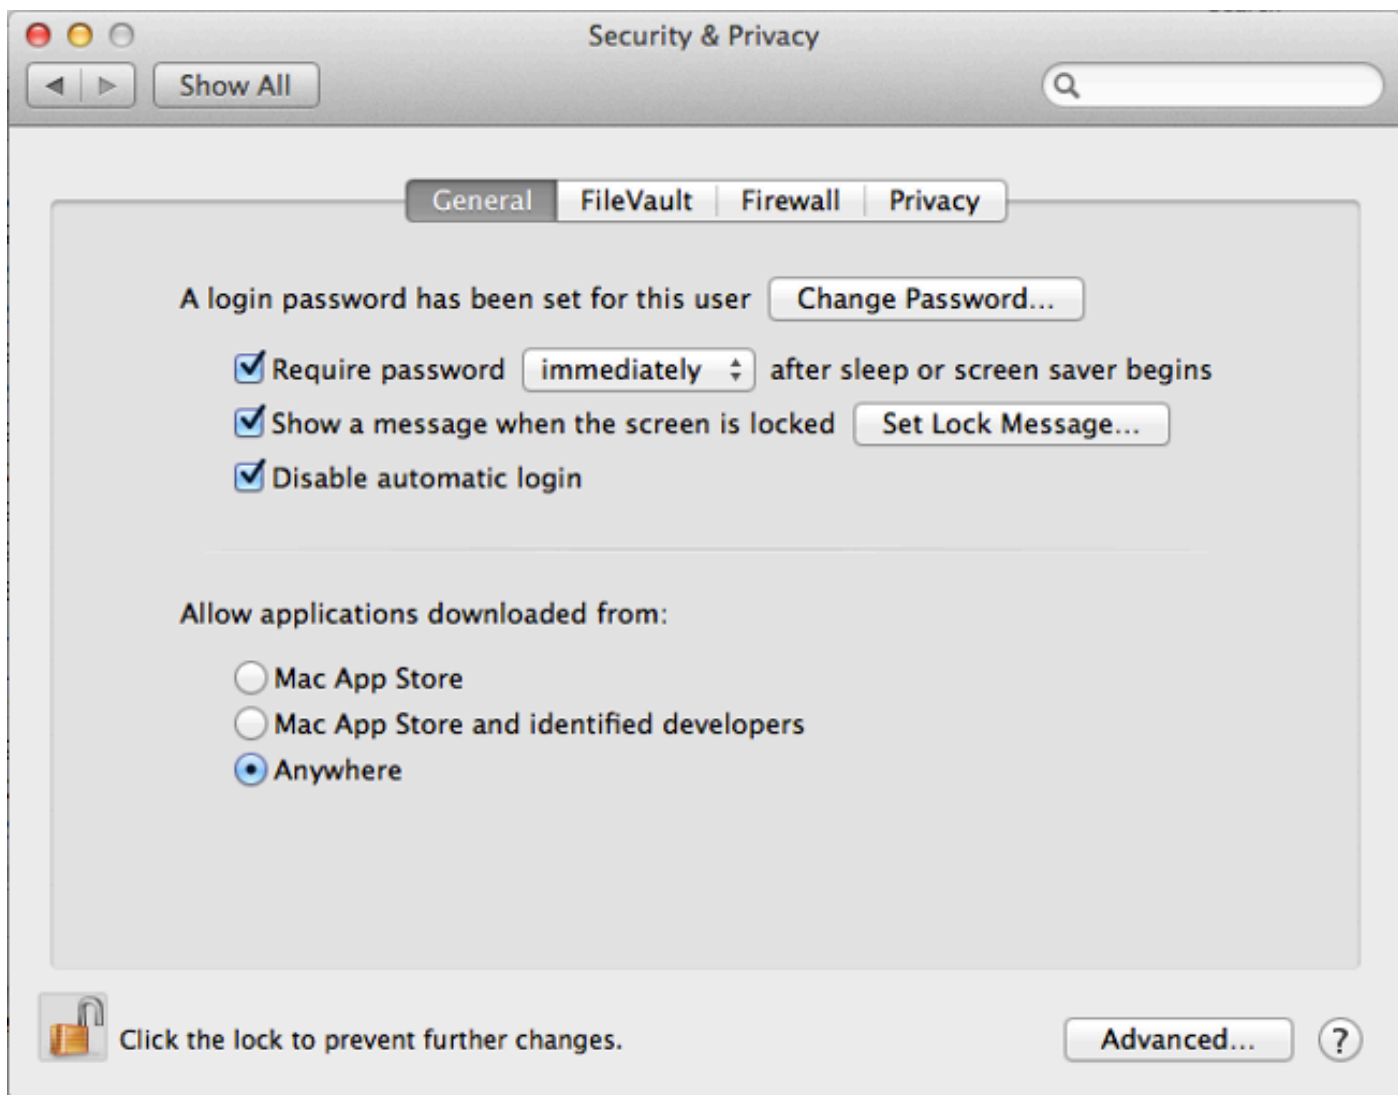 Security & Privacy
Show All
General FileVault Firewall Privacy
A login password has been set for this user Change Password...
Require password immediately after sleep or screen saver begins
Show a message when the screen is locked Set Lock Message...
Disable automatic login
Allow applications downloaded from:
Mac App Store
Mac App Store and identified developers
Anywhere
Click the lock to prevent further changes. Advanced... ?